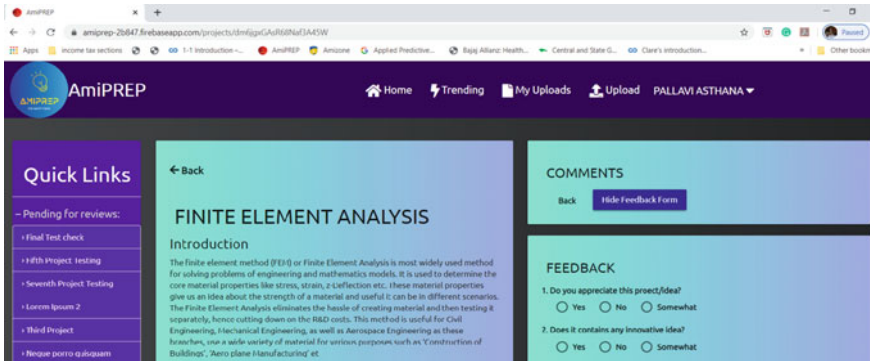 AmiPREP
amiprep-2b847.firebaseapp.com/projects/dm6jgxGAsR68Naf3A45W
Paused
Apps income tax sections 1-1 Introduction -... AmiPREP Amizone Applied Predictive... Bajaj Allianz Health... Central and State G... Clare's introduction... » Other bookm
AMIPREP
AmiPREP
Home Trending My Uploads Upload PALLAVI ASTHANA
Quick Links
– Pending for reviews:
› Final Test check
› Fifth Project Testing
› Seventh Project Testing
› Lorem Ipsum 2
› Third Project
› Neque porro quisquam
Back
FINITE ELEMENT ANALYSIS
Introduction
The finite element method (FEM) or Finite Element Analysis is most widely used method
for solving problems of engineering and mathematics models. It is used to determine the
core material properties like stress, strain, z-Deflection etc. These material properties
give us an idea about the strength of a material and useful it can be in different scenarios.
The Finite Element Analysis eliminates the hassle of creating material and then testing it
separately, hence cutting down on the R&D costs. This method is useful for Civil
Engineering, Mechanical Engineering, as well as Aerospace Engineering as these
branches, use a wide variety of material for various purposes such as 'Construction of
Buildings', 'Aero plane Manufacturing' et
COMMENTS
Back Hide Feedback Form
FEEDBACK
1. Do you appreciate this proect/idea?
Yes No Somewhat
2. Does it contains any innovative idea?
Yes No Somewhat